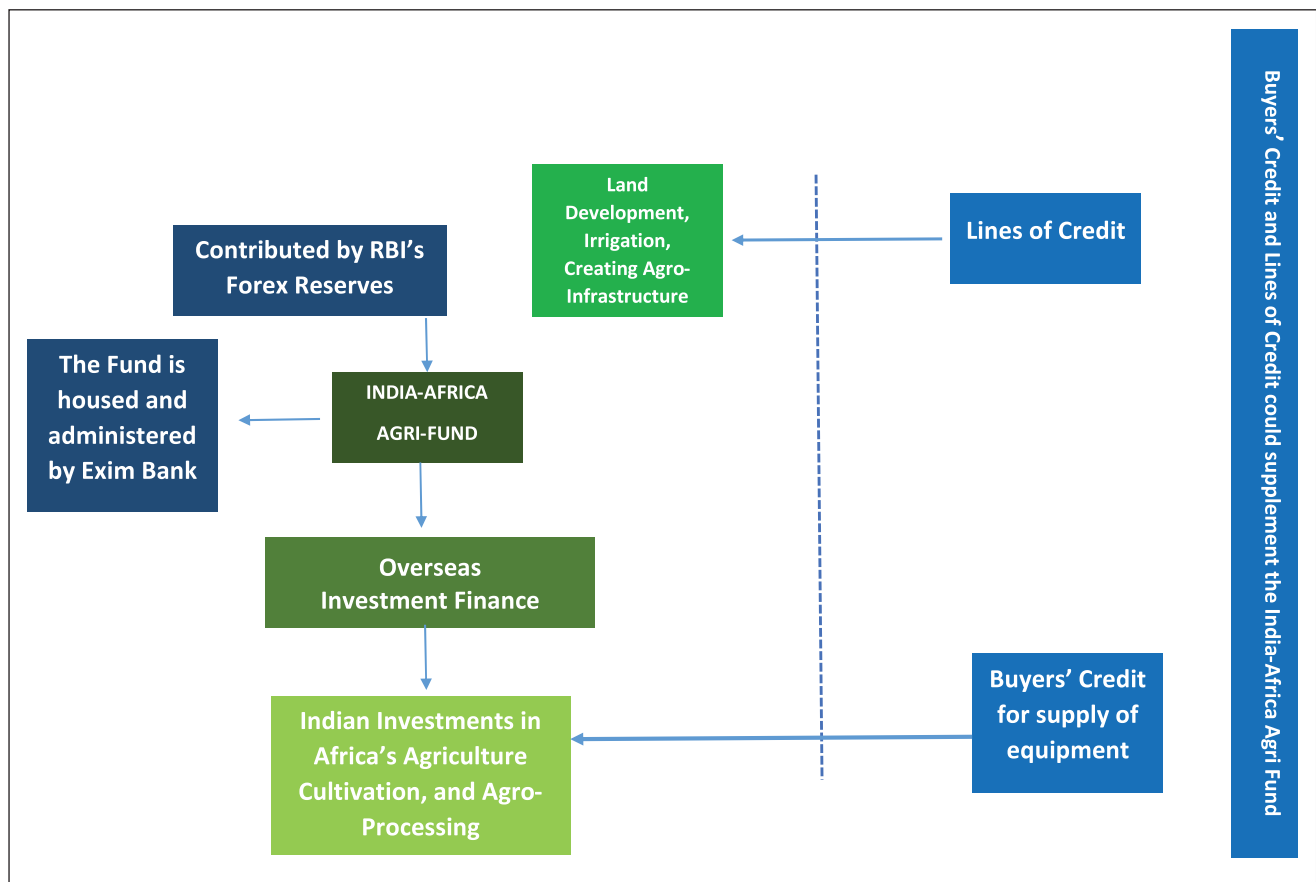 Contributed by RBI's
Forex Reserves
The Fund is
housed and
administered
by Exim Bank
INDIA-AFRICA
AGRI-FUND
Overseas
Investment Finance
Indian Investments in
Africa's Agriculture
Cultivation, and Agro-
Processing
Land
Development,
Irrigation,
Creating Agro-
Infrastructure
Lines of Credit
Buyers' Credit
for supply of
equipment
Buyers' Credit and Lines of Credit could supplement the India-Africa Agri Fund